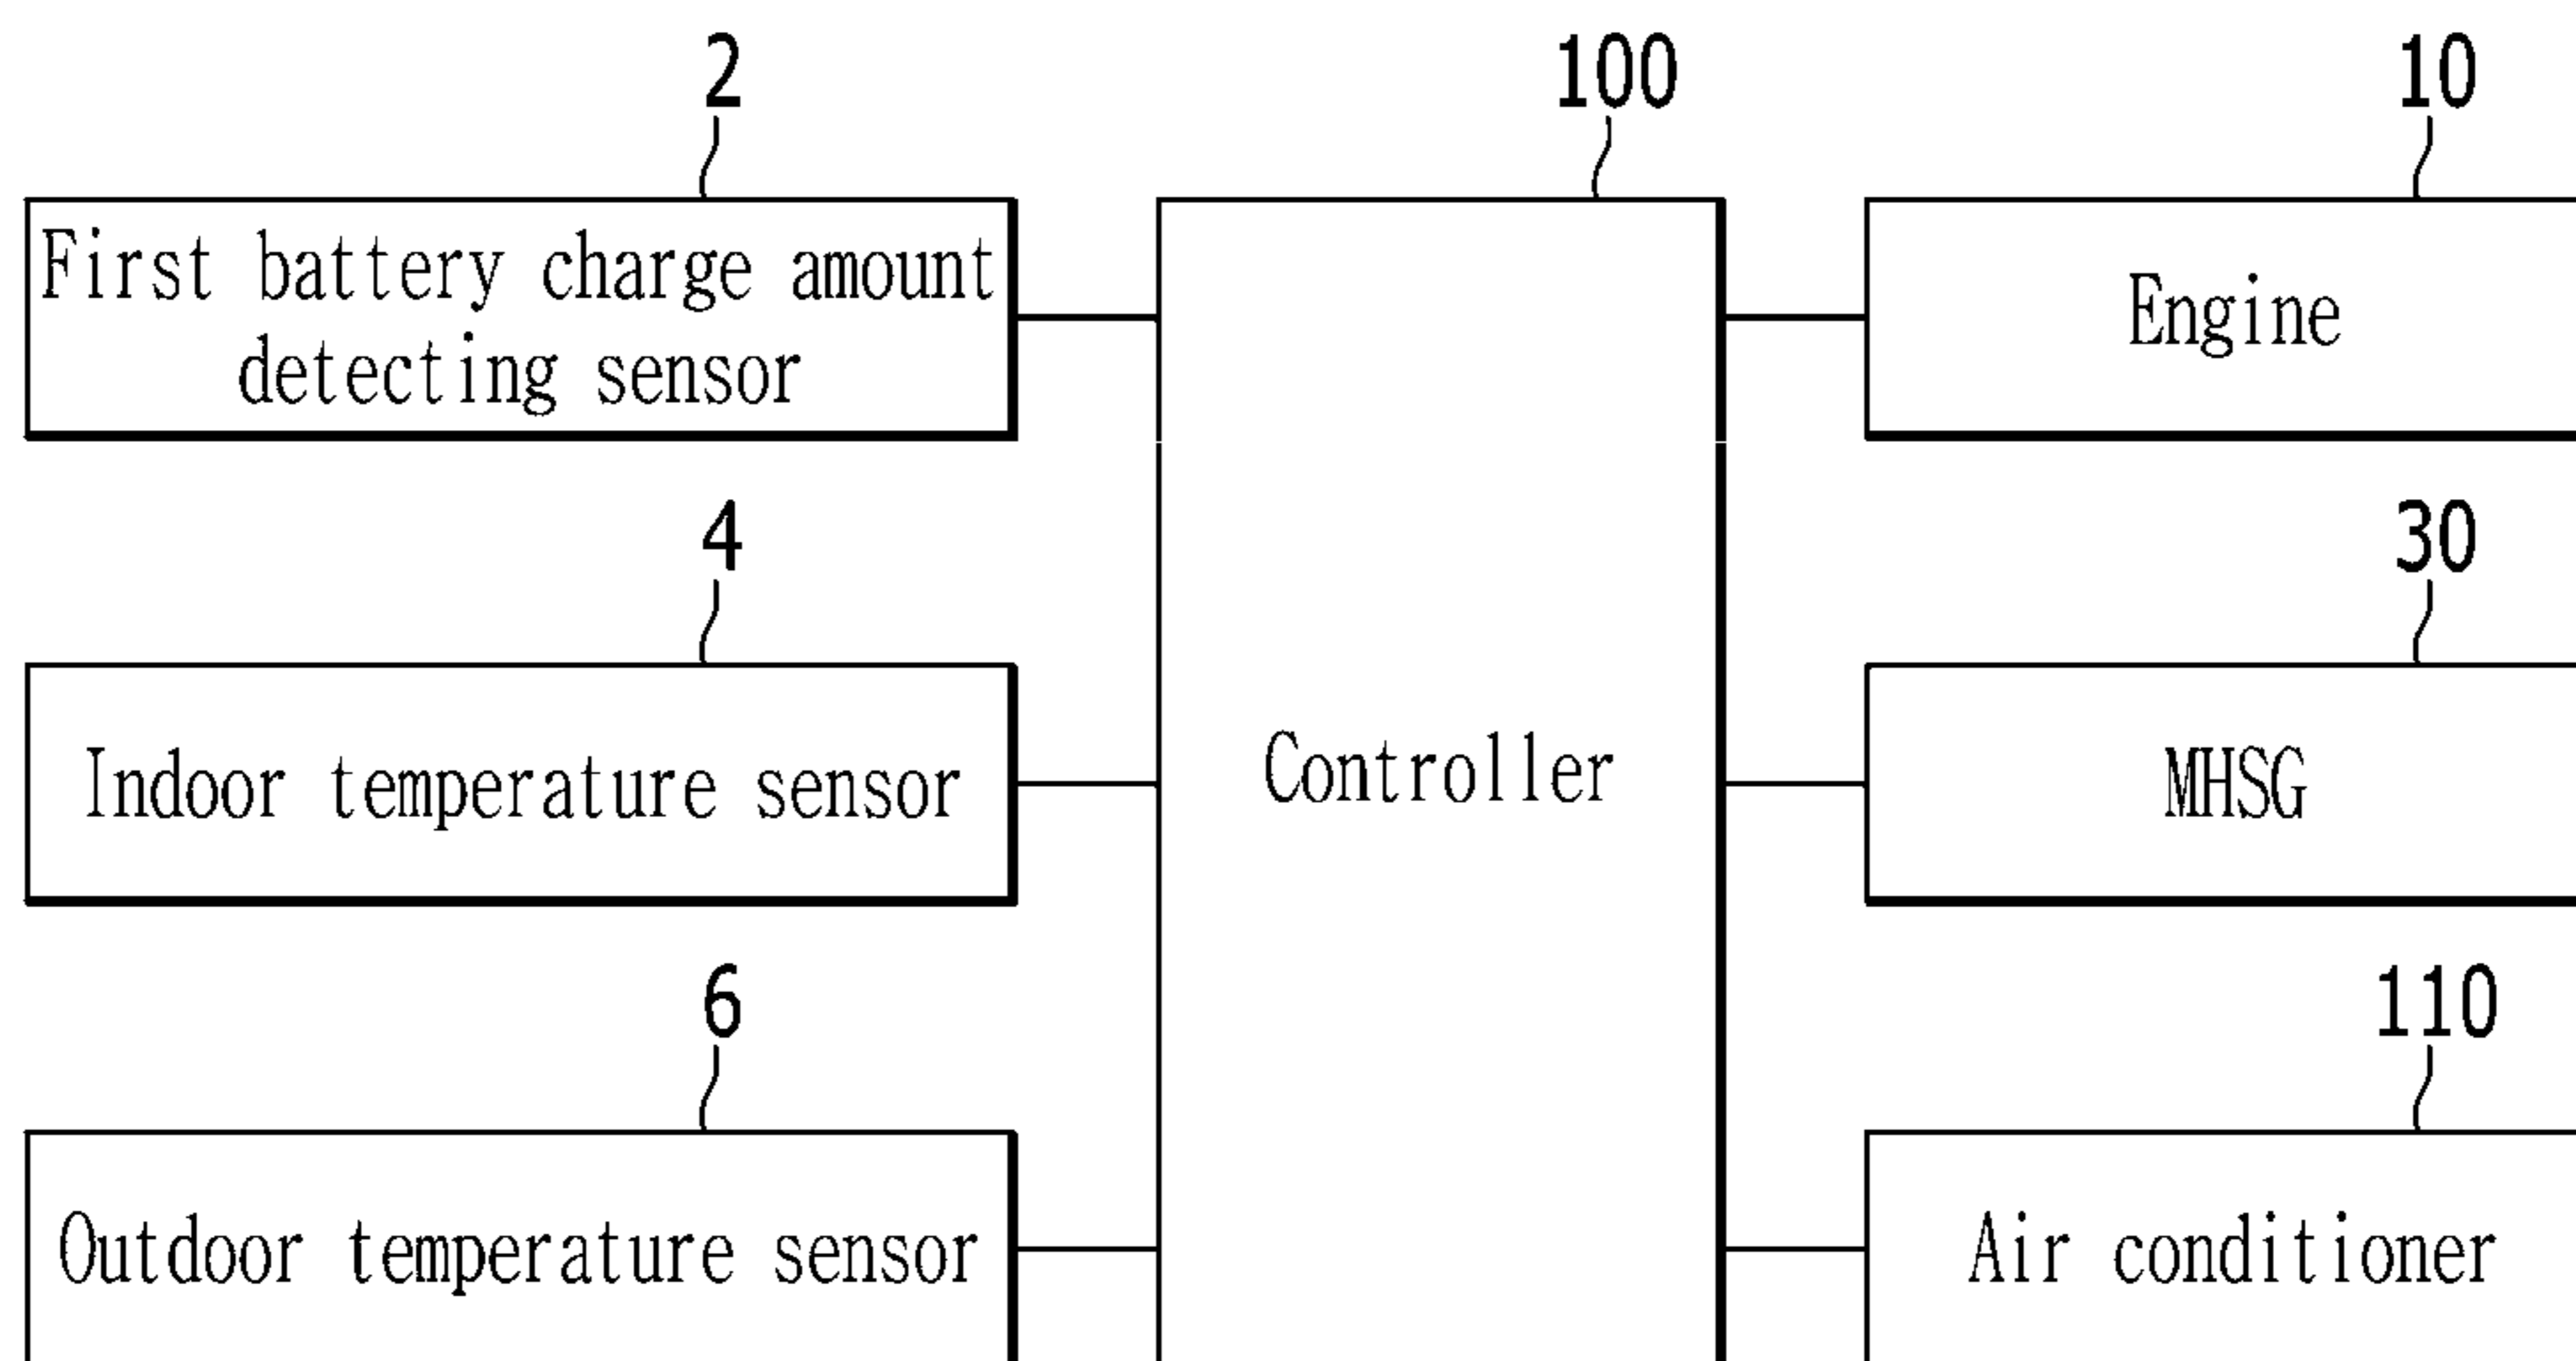 2
100
10
First battery charge amount
detecting sensor
Engine
4
30
Indoor temperature sensor
Controller
MHSG
6
110
Outdoor temperature sensor
Air conditioner